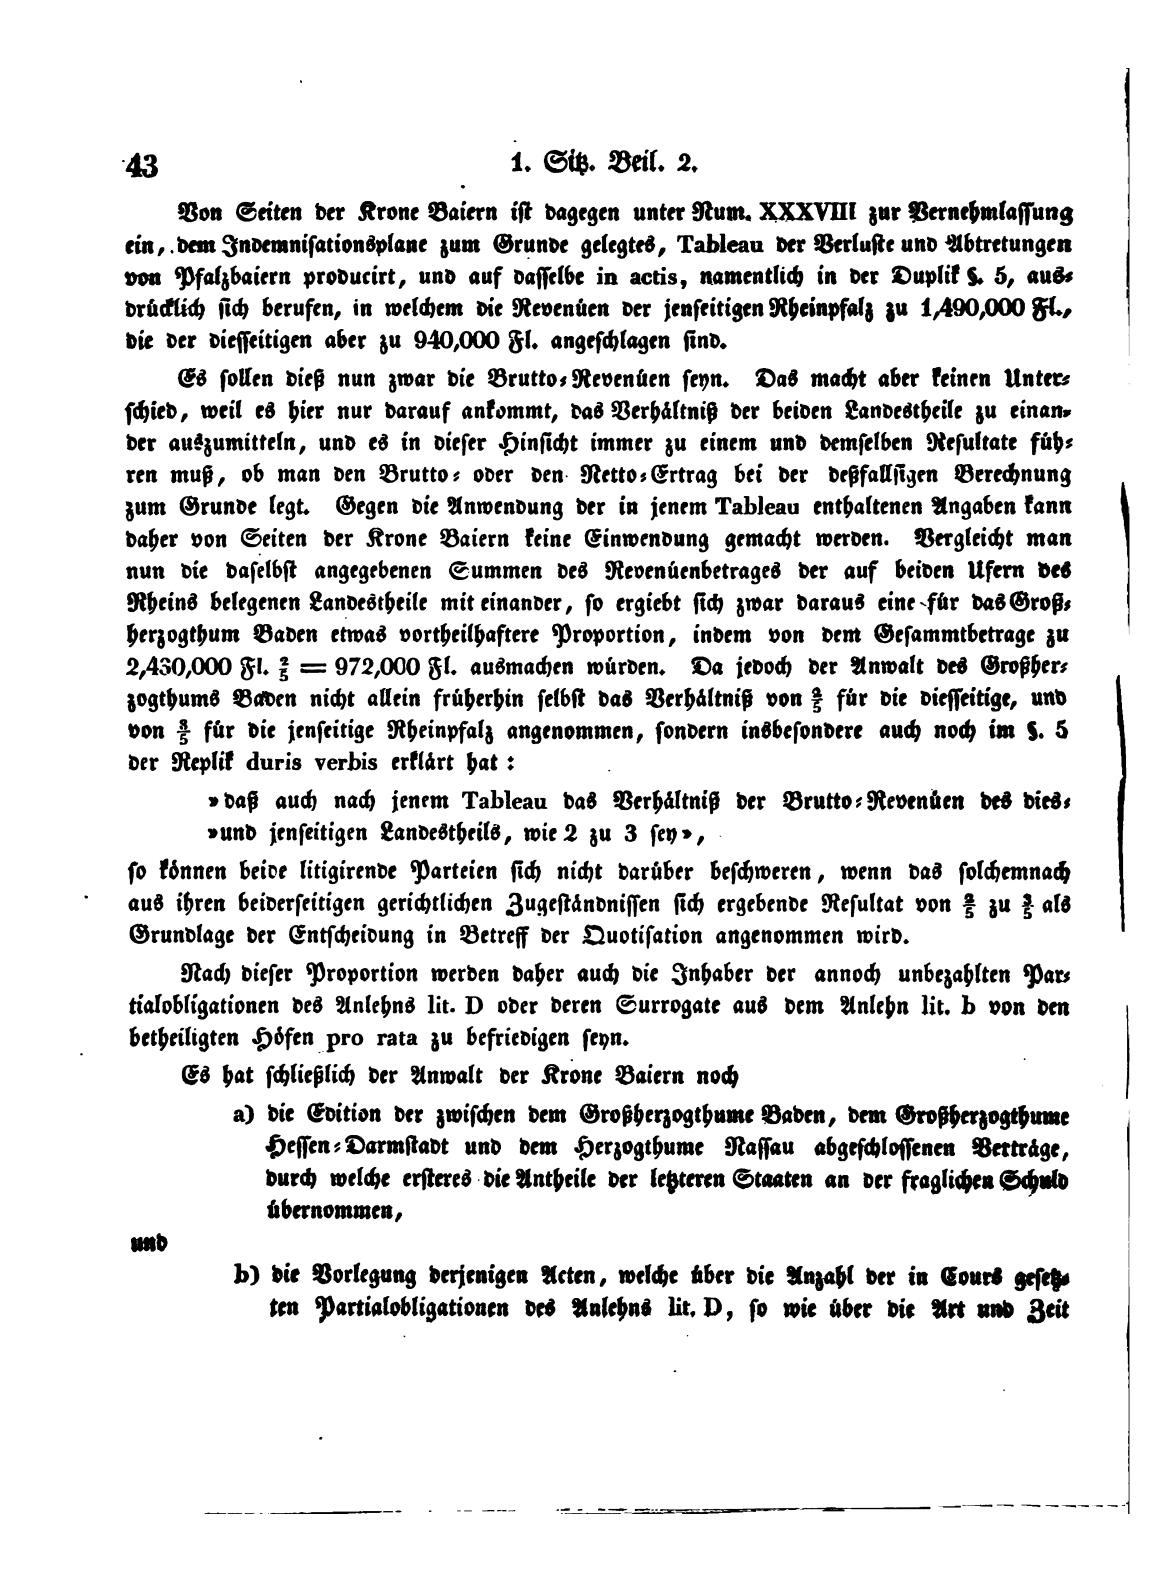 43
1. Sitz. Beil. 2.
Von Seiten der Krone Baiern ist dagegen unter Num. XXXVIII zur Vernehmlassung
ein, dem Indemnisationsplane zum Grunde gelegtes, Tableau der Verluste und Abtretungen
von Pfalzbaiern producirt, und auf dasselbe in actis, namentlich in der Duplik §. 5, aus-
drücklich sich berufen, in welchem die Revenüen der jenseitigen Rheinpfalz zu 1,490,000 Fl.,
die der diesseitigen aber zu 940,000 Fl. angeschlagen sind.
Es sollen dieß nun zwar die Brutto-Revenüen seyn. Das macht aber keinen Unter-
schied, weil es hier nur darauf ankommt, das Verhältniß der beiden Landestheile zu einan-
der auszumitteln, und es in dieser Hinsicht immer zu einem und demselben Resultate füh-
ren muß, ob man den Brutto- oder den Netto-Ertrag bei der deßfallsigen Berechnung
zum Grunde legt. Gegen die Anwendung der in jenem Tableau enthaltenen Angaben kann
daher von Seiten der Krone Baiern keine Einwendung gemacht werden. Vergleicht man
nun die daselbst angegebenen Summen des Revenüenbetrages der auf beiden Ufern des
Rheins belegenen Landestheile mit einander, so ergiebt sich zwar daraus eine für das Groß-
herzogthum Baden etwas vortheilhaftere Proportion, indem von dem Gesammtbetrage zu
2,430,000 Fl. 2/5 = 972,000 Fl. ausmachen würden. Da jedoch der Anwalt des Großher-
zogthums Baden nicht allein früherhin selbst das Verhältniß von 2/5 für die diesseitige, und
von 3/5 für die jenseitige Rheinpfalz angenommen, sondern insbesondere auch noch im §. 5
der Replik duris verbis erklärt hat:
»daß auch nach jenem Tableau das Verhältniß der Brutto-Revenüen des dies-
»und jenseitigen Landestheils, wie 2 zu 3 sey»,
so können beide litigirende Parteien sich nicht darüber beschweren, wenn das solchemnach
aus ihren beiderseitigen gerichtlichen Zugeständnissen sich ergebende Resultat von 2/5 zu 3/5 als
Grundlage der Entscheidung in Betreff der Quotisation angenommen wird.
Nach dieser Proportion werden daher auch die Inhaber der annoch unbezahlten Par-
tialobligationen des Anlehns lit. D oder deren Surrogate aus dem Anlehn lit. b von den
betheiligten Höfen pro rata zu befriedigen seyn.
Es hat schließlich der Anwalt der Krone Baiern noch
a) die Edition der zwischen dem Großherzogthume Baden, dem Großherzogthume
Hessen-Darmstadt und dem Herzogthume Nassau abgeschlossenen Verträge,
durch welche ersteres die Antheile der letzteren Staaten an der fraglichen Schuld
übernommen,
und
b) die Vorlegung derjenigen Acten, welche über die Anzahl der in Cours gesetz-
ten Partialobligationen des Anlehns lit. D, so wie über die Art und Zeit